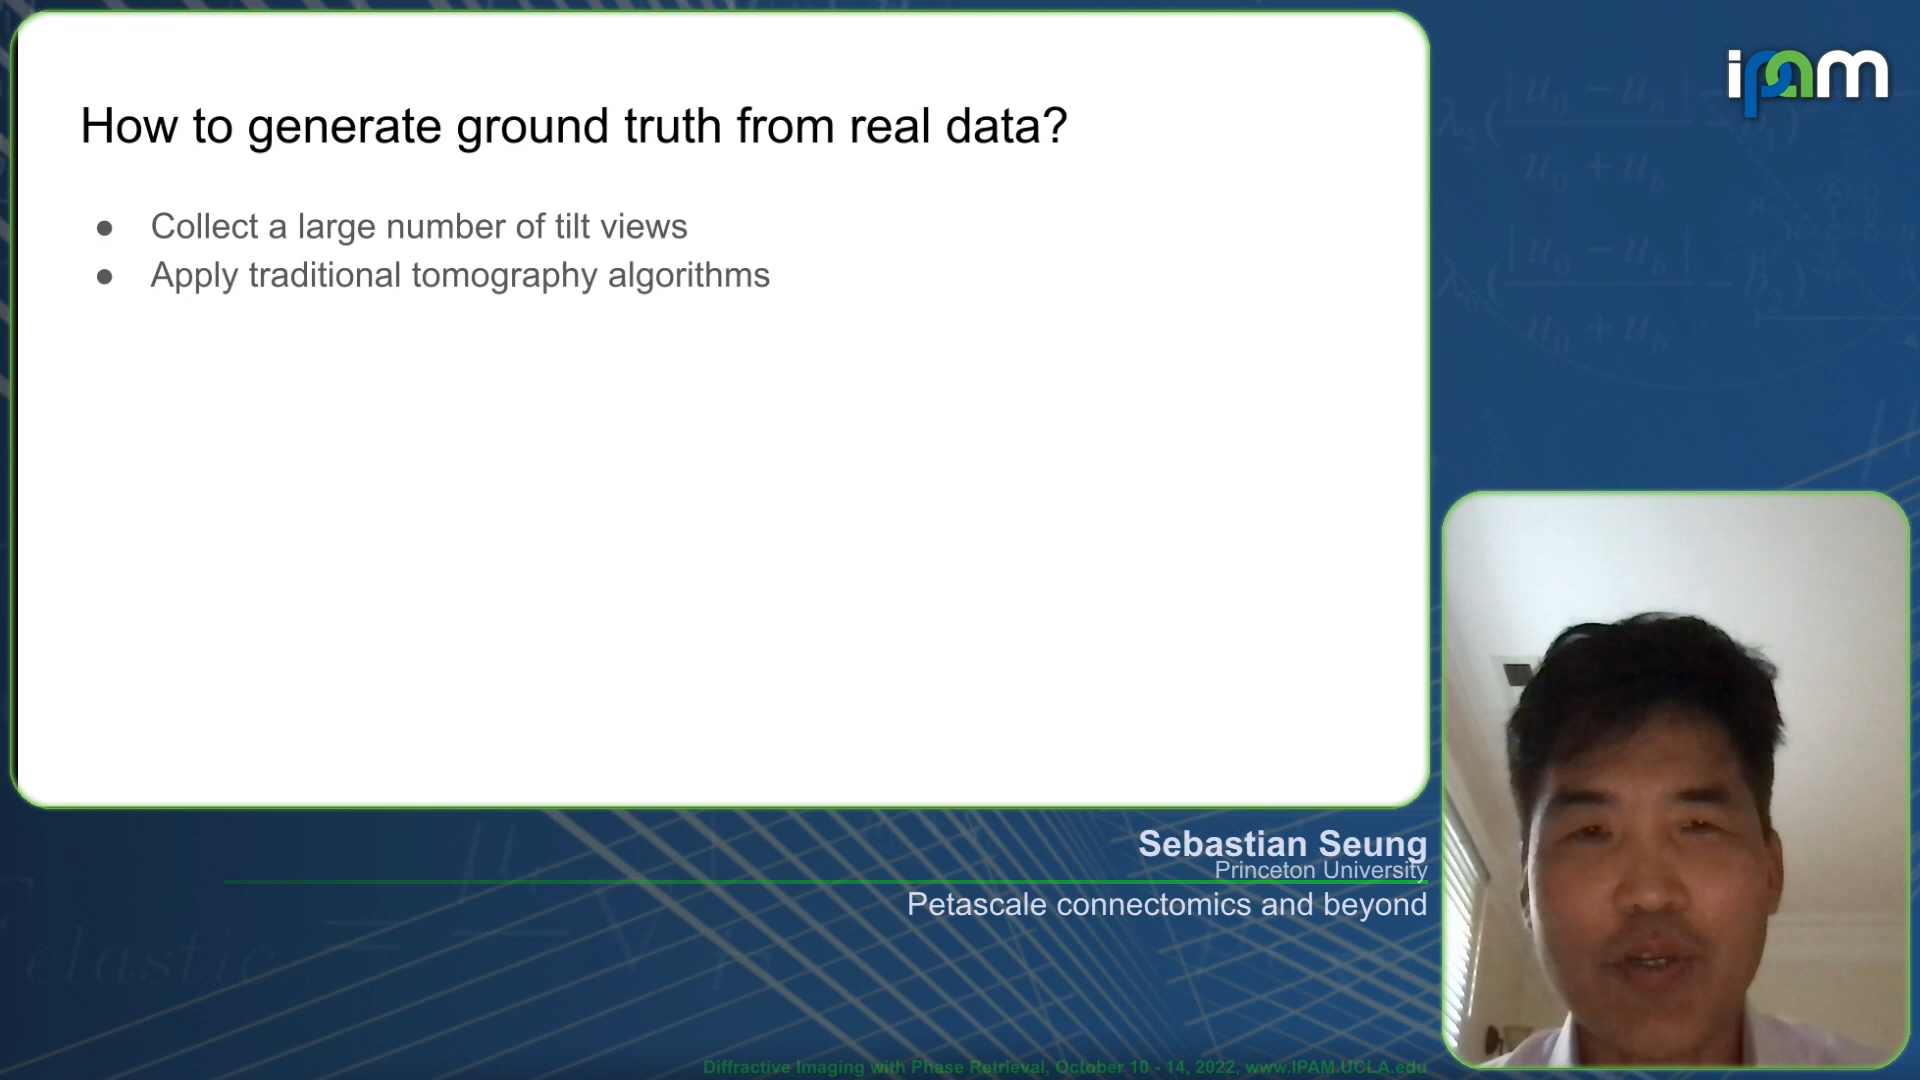 How to generate ground truth from real data?
● Collect a large number of tilt views
● Apply traditional tomography algorithms
ipam
Sebastian Seung
Princeton University
Petascale connectomics and beyond
elastic
Diffractive Imaging with Phase Retrieval, October 10 - 14, 2022, www.IPAM.UCLA.edu